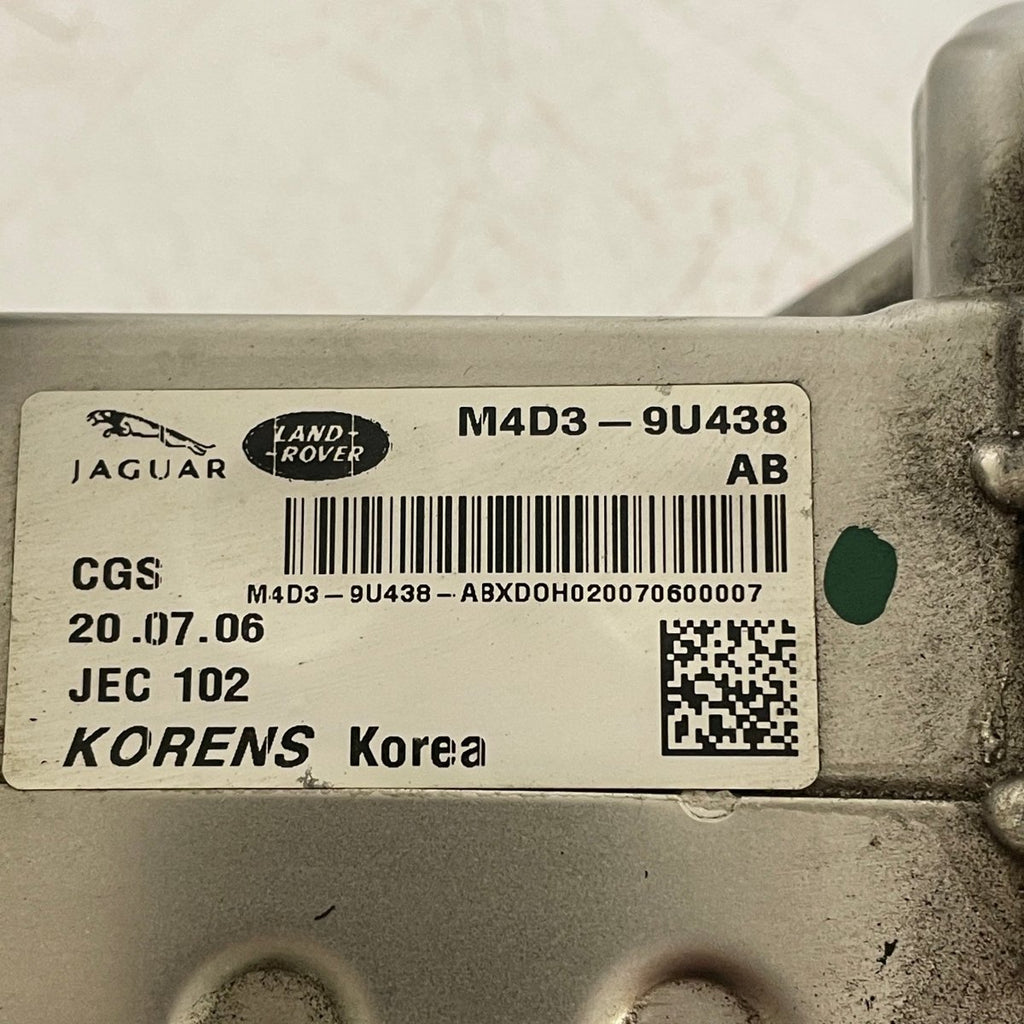 JAGUAR
LAND-
-ROVER
M4D3-9U438
AB
M4D3-9U438-ABXDOH020070600007
CGS
20.07.06
JEC 102
KORENS Korea